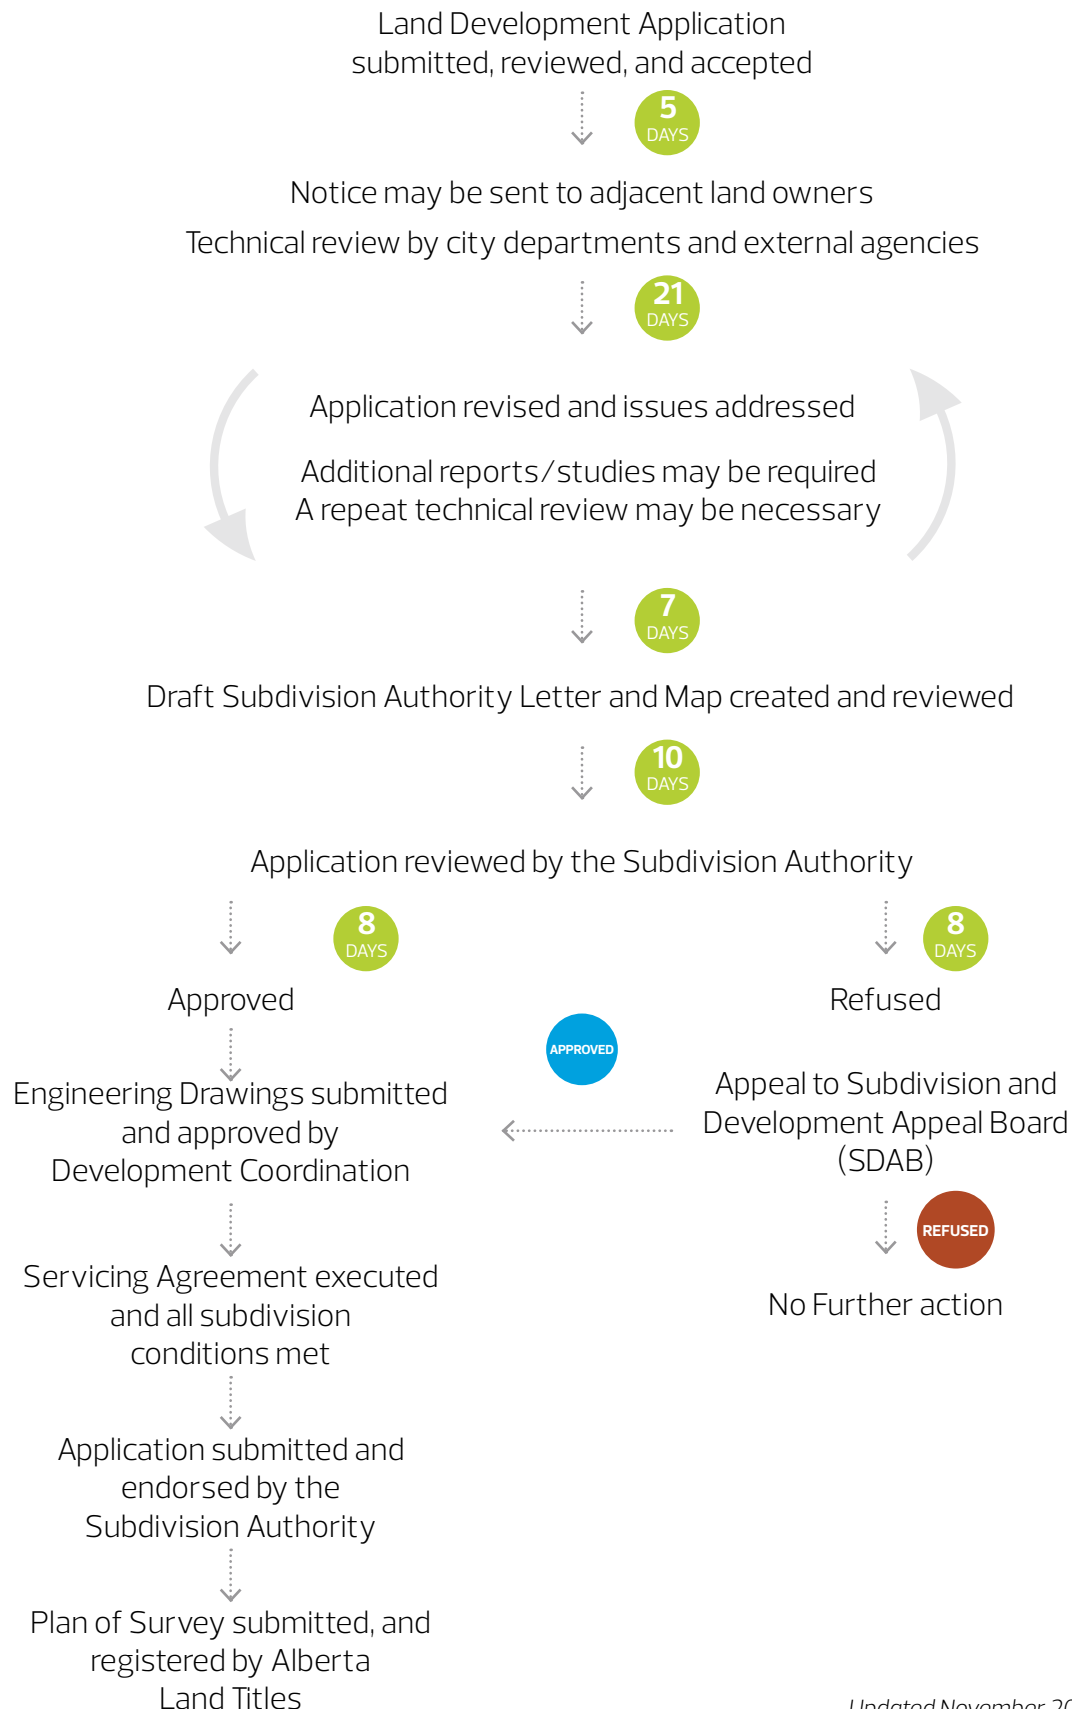 Land Development Application
submitted, reviewed, and accepted
5
DAYS
Notice may be sent to adjacent land owners
Technical review by city departments and external agencies
21
DAYS
Application revised and issues addressed
Additional reports/studies may be required
A repeat technical review may be necessary
7
DAYS
Draft Subdivision Authority Letter and Map created and reviewed
10
DAYS
Application reviewed by the Subdivision Authority
8
DAYS
8
DAYS
Approved
Refused
APPROVED
Engineering Drawings submitted
and approved by
Development Coordination
Appeal to Subdivision and
Development Appeal Board
(SDAB)
REFUSED
No Further action
Servicing Agreement executed
and all subdivision
conditions met
Application submitted and
endorsed by the
Subdivision Authority
Plan of Survey submitted, and
registered by Alberta
Land Titles
Updated November 20